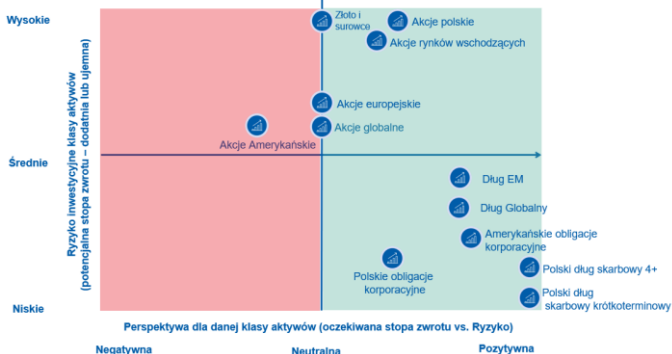 Wysokie
Złoto i
surowce
Akcje polskie
Akcje rynków wschodzących
Akcje europejskie
Akcje globalne
Akcje Amerykańskie
Ryzyko inwestycyjne klasy aktywów
(potencjalna stopa zwrotu – dodatnia lub ujemna)
Średnie
Dług EM
Dług Globalny
Amerykańskie obligacje
korporacyjne
Polskie obligacje
korporacyjne
Polski dług skarbowy 4+
Polski dług
skarbowy krótkoterminowy
Niskie
Perspektywa dla danej klasy aktywów (oczekiwana stopa zwrotu vs. Ryzyko)
Negatywna
Neutralna
Pozytywna